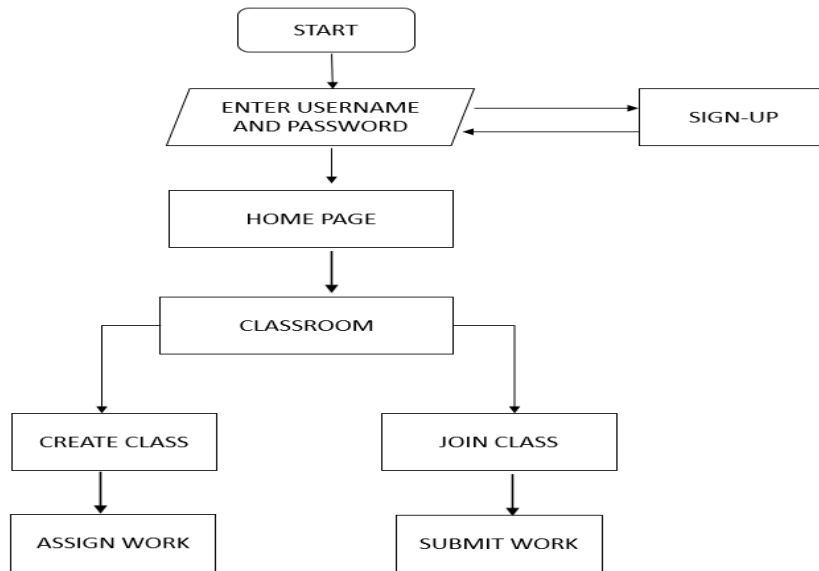 START
ENTER USERNAME
AND PASSWORD
SIGN-UP
HOME PAGE
CLASSROOM
CREATE CLASS
JOIN CLASS
ASSIGN WORK
SUBMIT WORK